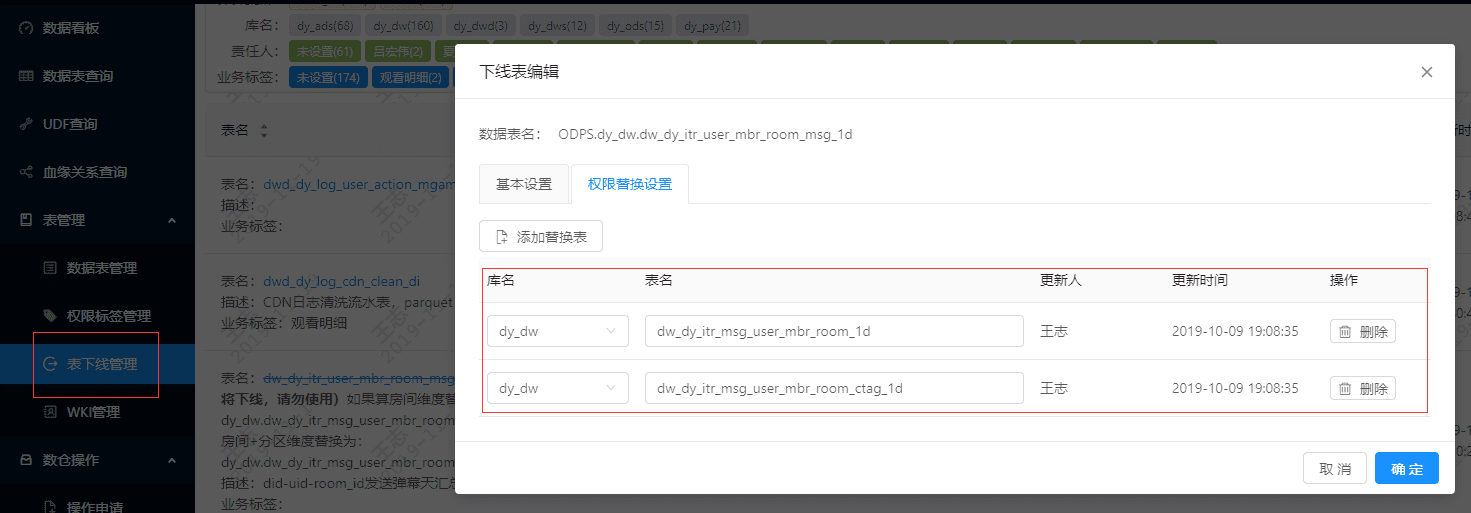 数据看板
数据表查询
UDF查询
血缘关系查询
表管理
数据表管理
权限标签管理
表下线管理
WKI管理
数仓操作
操作申请
库名: dy_ads(68) dy_dw(160) dy_dwd(3) dy_dws(12) dy_ods(15) dy_pay(21)
责任人: 未设置(61) 吕宏伟(2)
业务标签: 未设置(174) 观看明细(2)
表名
表名: dwd_dy_log_user_action_mgam
描述:
业务标签:
表名: dwd_dy_log_cdn_clean_di
描述: CDN日志清洗流水表, parquet
业务标签: 观看明细
表名: dw_dy_itr_user_mbr_room_msg
将下线, 请勿使用) 如果算房间维度替
dy_dw.dw_dy_itr_msg_user_mbr_room
房间+分区维度替换为:
dy_dw.dw_dy_itr_msg_user_mbr_room
描述: did-uid-room_id发送弹幕天汇总
业务标签:
下线表编辑
数据表名: ODPS.dy_dw.dw_dy_itr_user_mbr_room_msg_1d
基本设置 权限替换设置
添加替换表
库名 表名 更新人 更新时间 操作
dy_dw dw_dy_itr_msg_user_mbr_room_1d 王志 2019-10-09 19:08:35 删除
dy_dw dw_dy_itr_msg_user_mbr_room_ctag_1d 王志 2019-10-09 19:08:35 删除
取 消 确 定